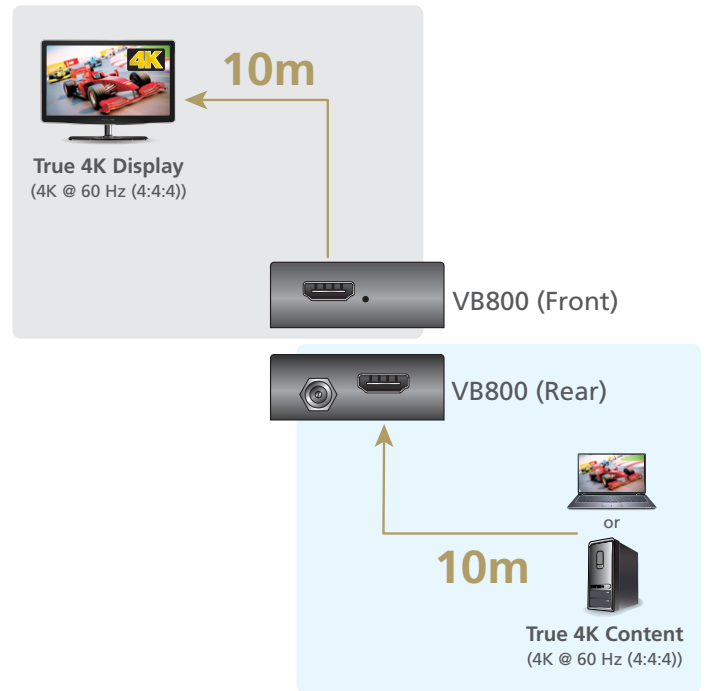 4K
10m
True 4K Display
(4K @ 60 Hz (4:4:4))
VB800 (Front)
VB800 (Rear)
or
10m
True 4K Content
(4K @ 60 Hz (4:4:4))